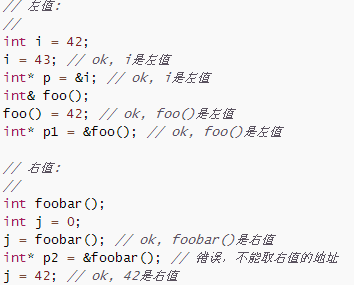 // 左值:
//
int i = 42;
i = 43; // ok, i是左值
int* p = &i; // ok, i是左值
int& foo();
foo() = 42; // ok, foo()是左值
int* p1 = &foo(); // ok, foo()是左值
// 右值:
//
int foobar();
int j = 0;
j = foobar(); // ok, foobar()是右值
int* p2 = &foobar(); // 错误，不能取右值的地址
j = 42; // ok, 42是右值